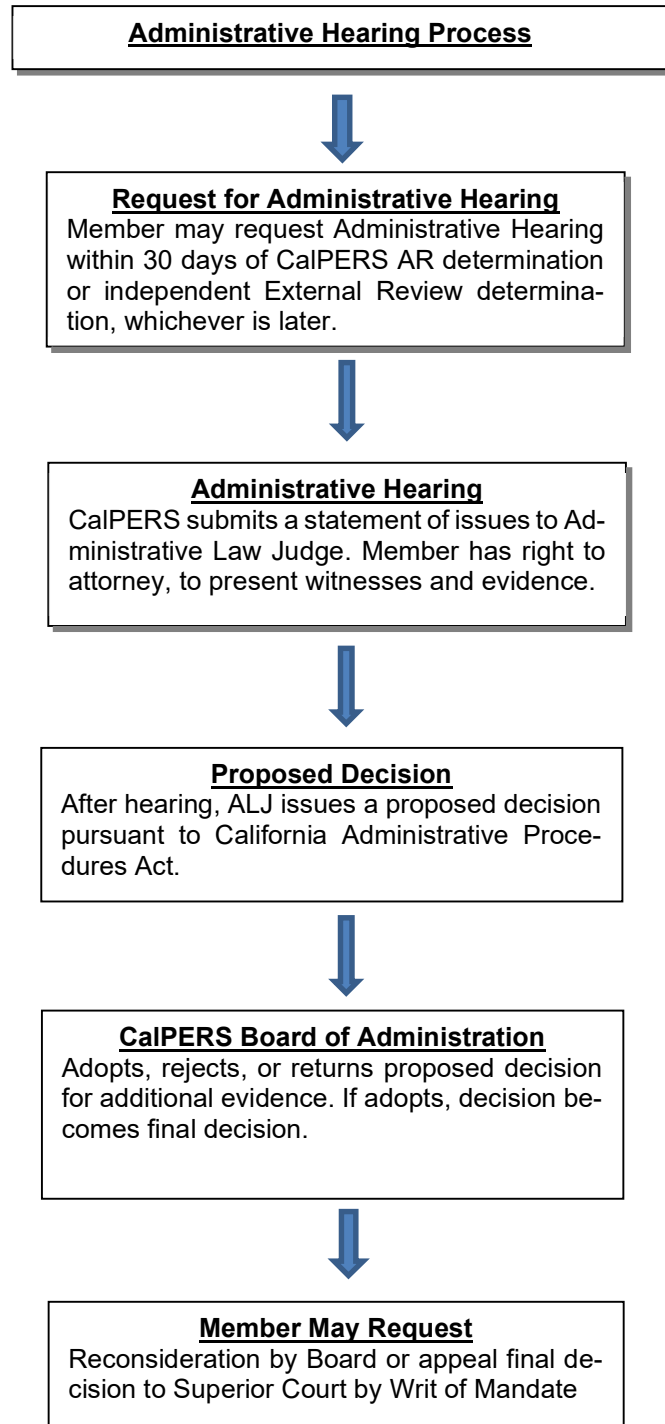 Administrative Hearing Process
Request for Administrative Hearing
Member may request Administrative Hearing
within 30 days of CalPERS AR determination
or independent External Review determina-
tion, whichever is later.
Administrative Hearing
CalPERS submits a statement of issues to Ad-
ministrative Law Judge. Member has right to
attorney, to present witnesses and evidence.
Proposed Decision
After hearing, ALJ issues a proposed decision
pursuant to California Administrative Proce-
dures Act.
CalPERS Board of Administration
Adopts, rejects, or returns proposed decision
for additional evidence. If adopts, decision be-
comes final decision.
Member May Request
Reconsideration by Board or appeal final de-
cision to Superior Court by Writ of Mandate